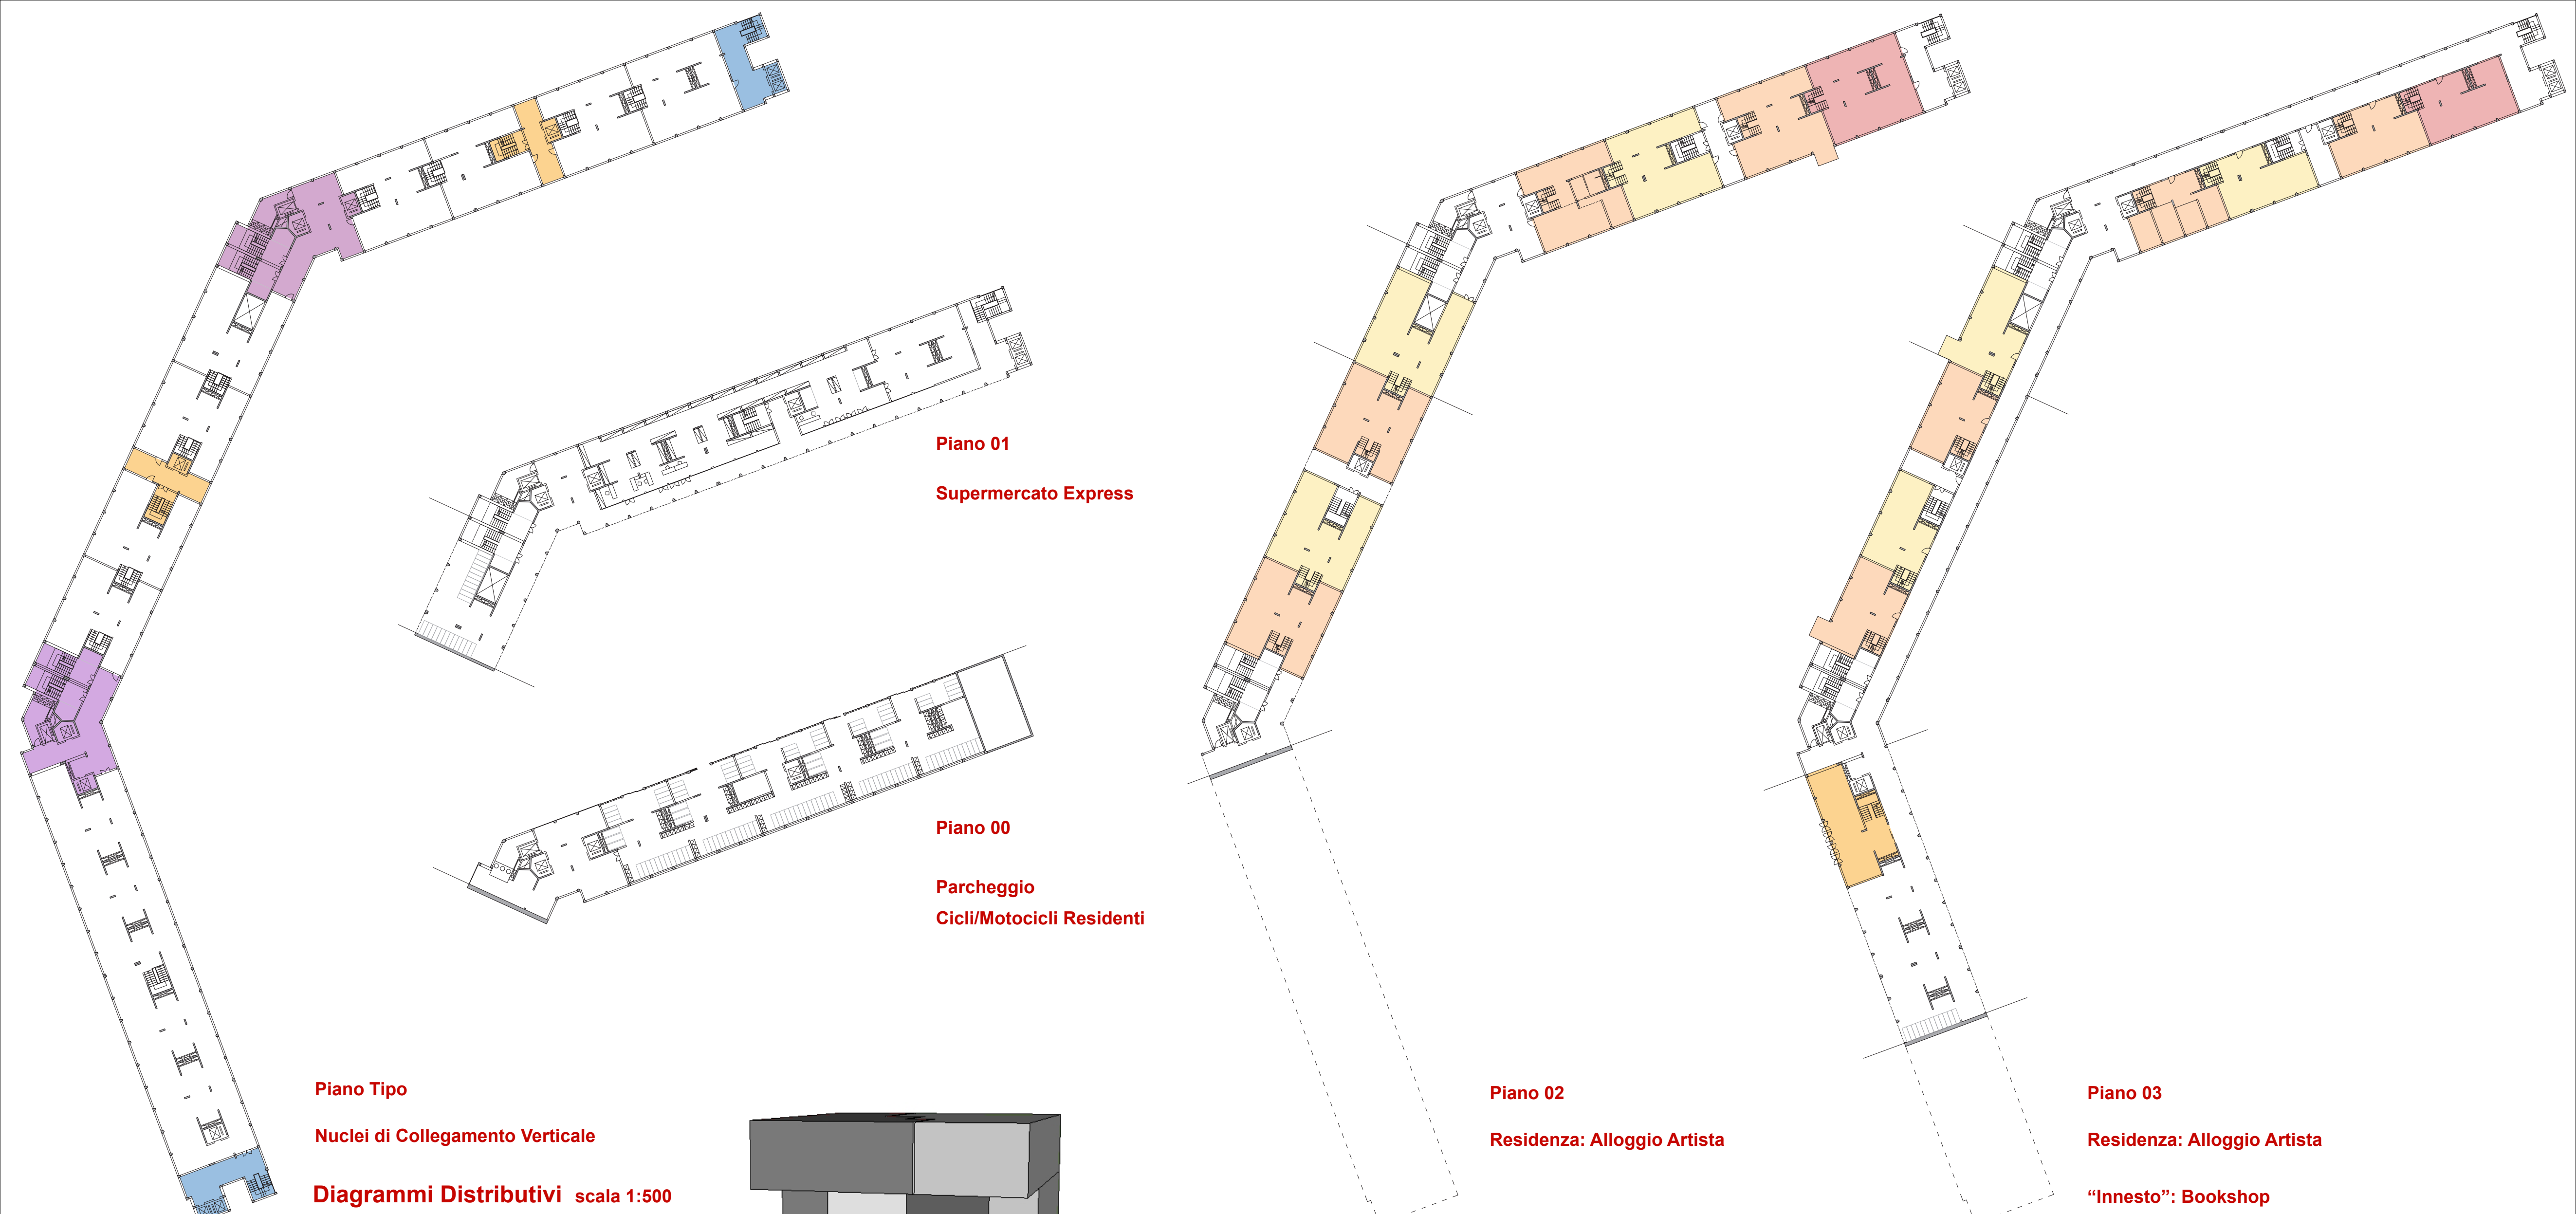 Piano 01
Supermercato Express
Piano 00
Parcheggio
Cicli/Motocicli Residenti
Piano Tipo
Nuclei di Collegamento Verticale
Diagrammi Distributivi scala 1:500
Piano 02
Residenza: Alloggio Artista
Piano 03
Residenza: Alloggio Artista
“Innesto”: Bookshop